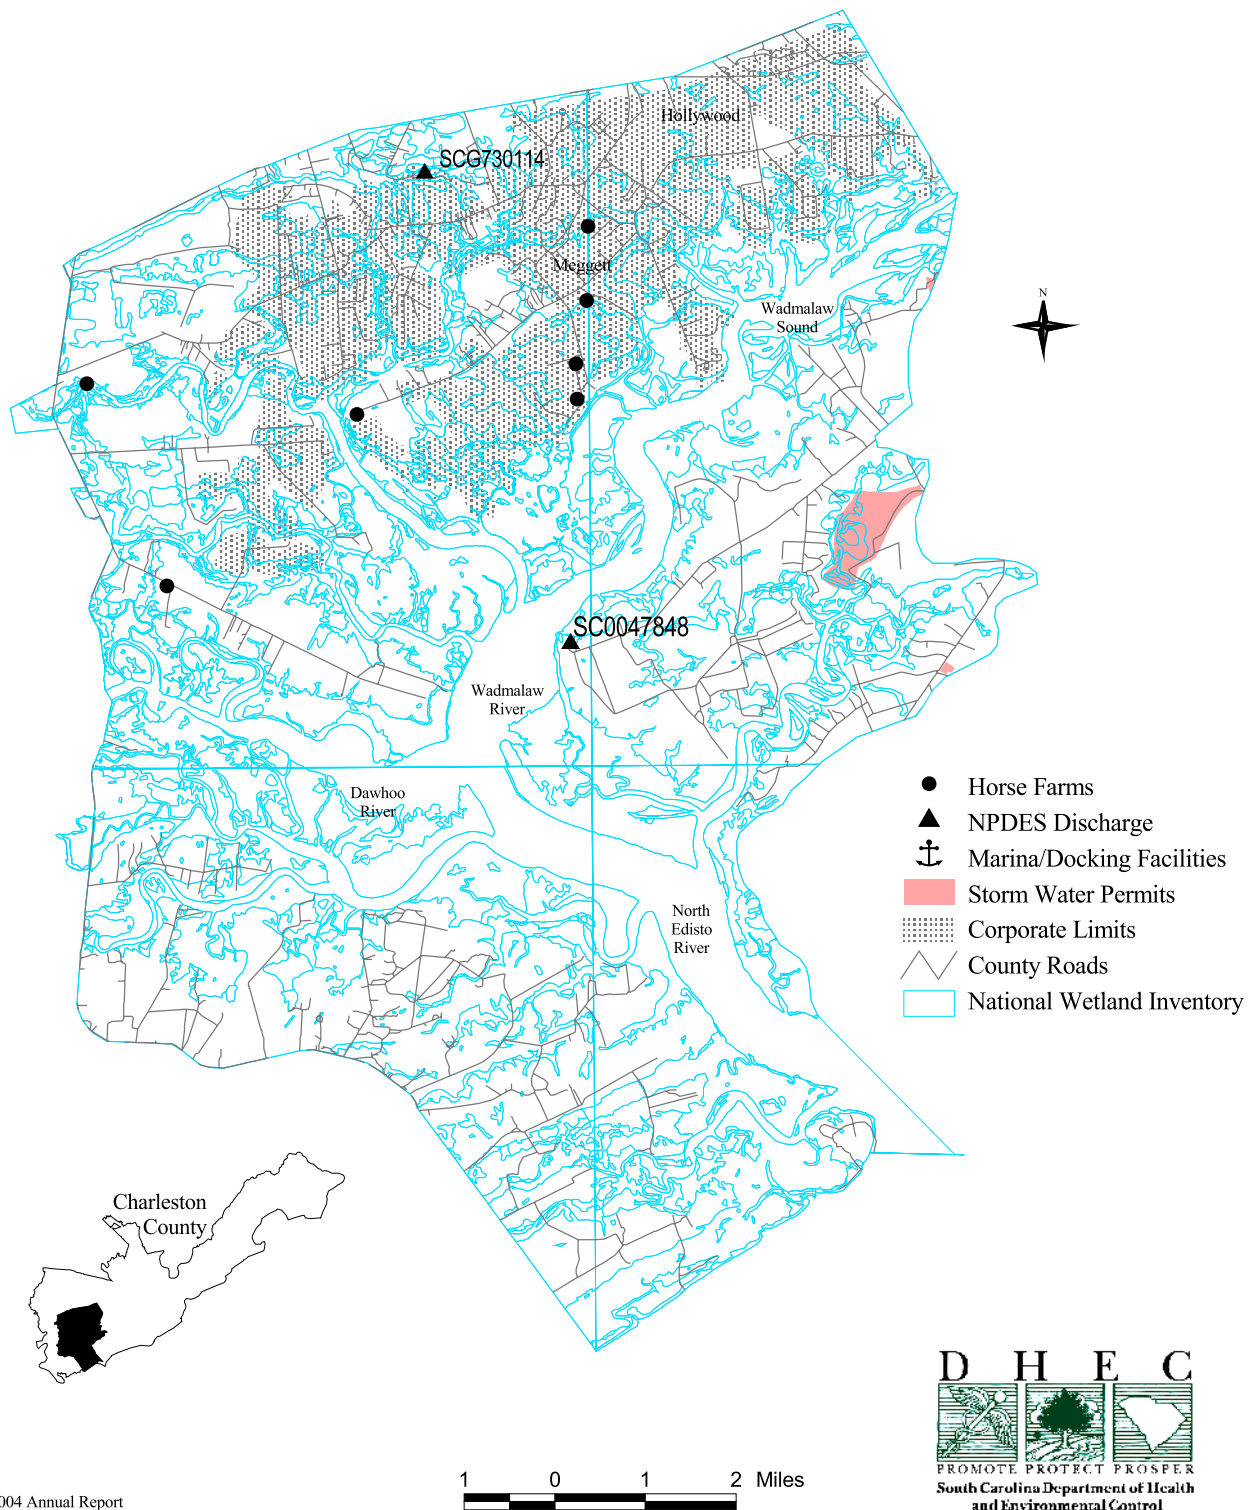 Hollywood
SCG730114
Meggett
Wadmalaw
Sound
N
SC0047848
Wadmalaw
River
Dawhoo
River
North
Edisto
River
Horse Farms
NPDES Discharge
Marina/Docking Facilities
Storm Water Permits
Corporate Limits
County Roads
National Wetland Inventory
Charleston
County
D H E C
PROMOTE PROTECT PROSPER
South Carolina Department of Health
and Environmental Control
1 0 1 2 Miles
004 Annual Report